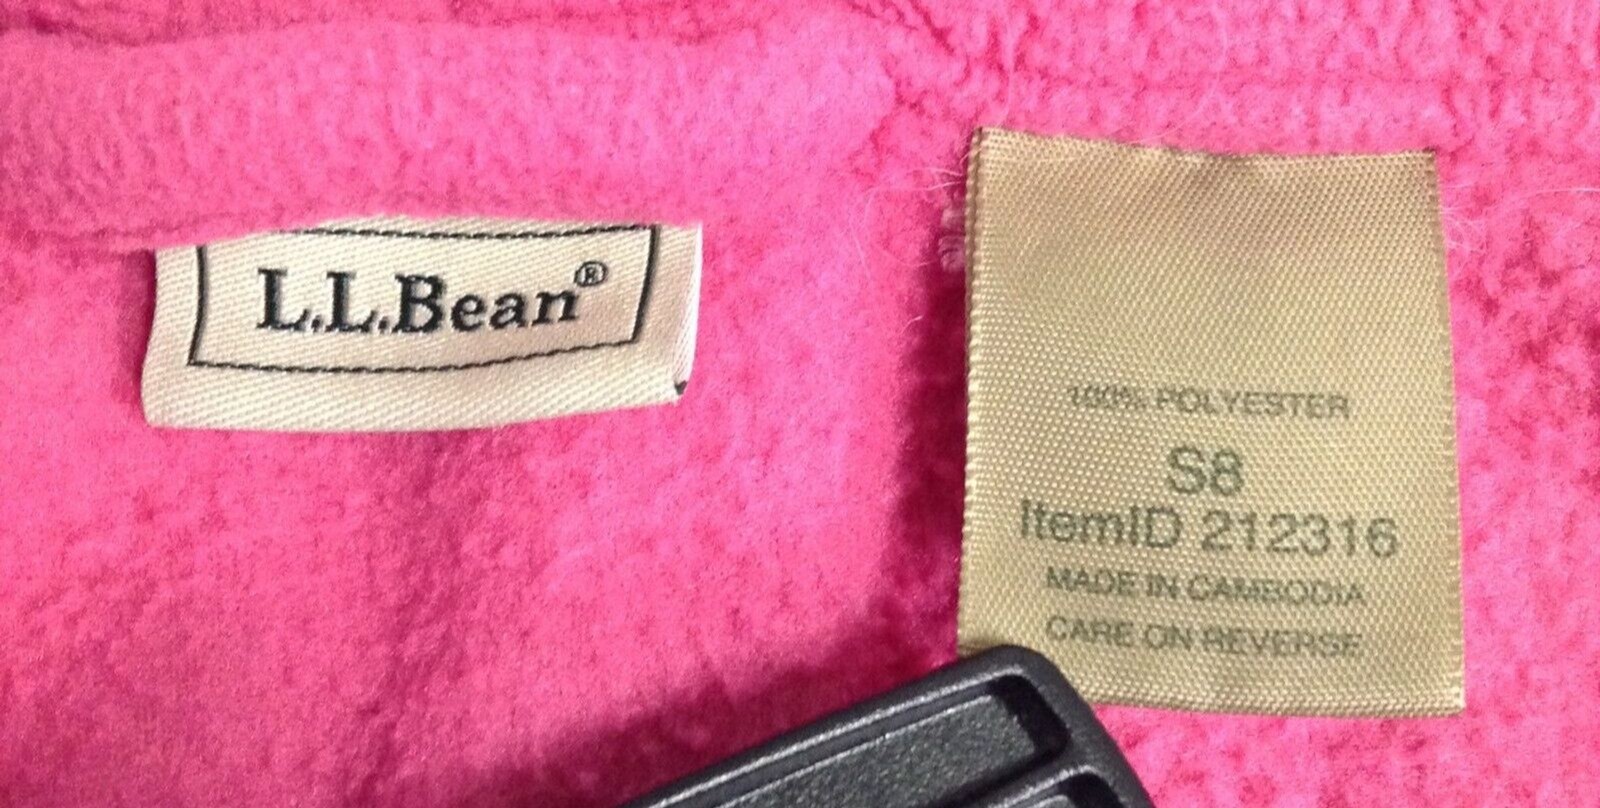 L.L.Bean®
100% POLYESTER
S8
ItemID 212316
MADE IN CAMBODIA
CARE ON REVERSE